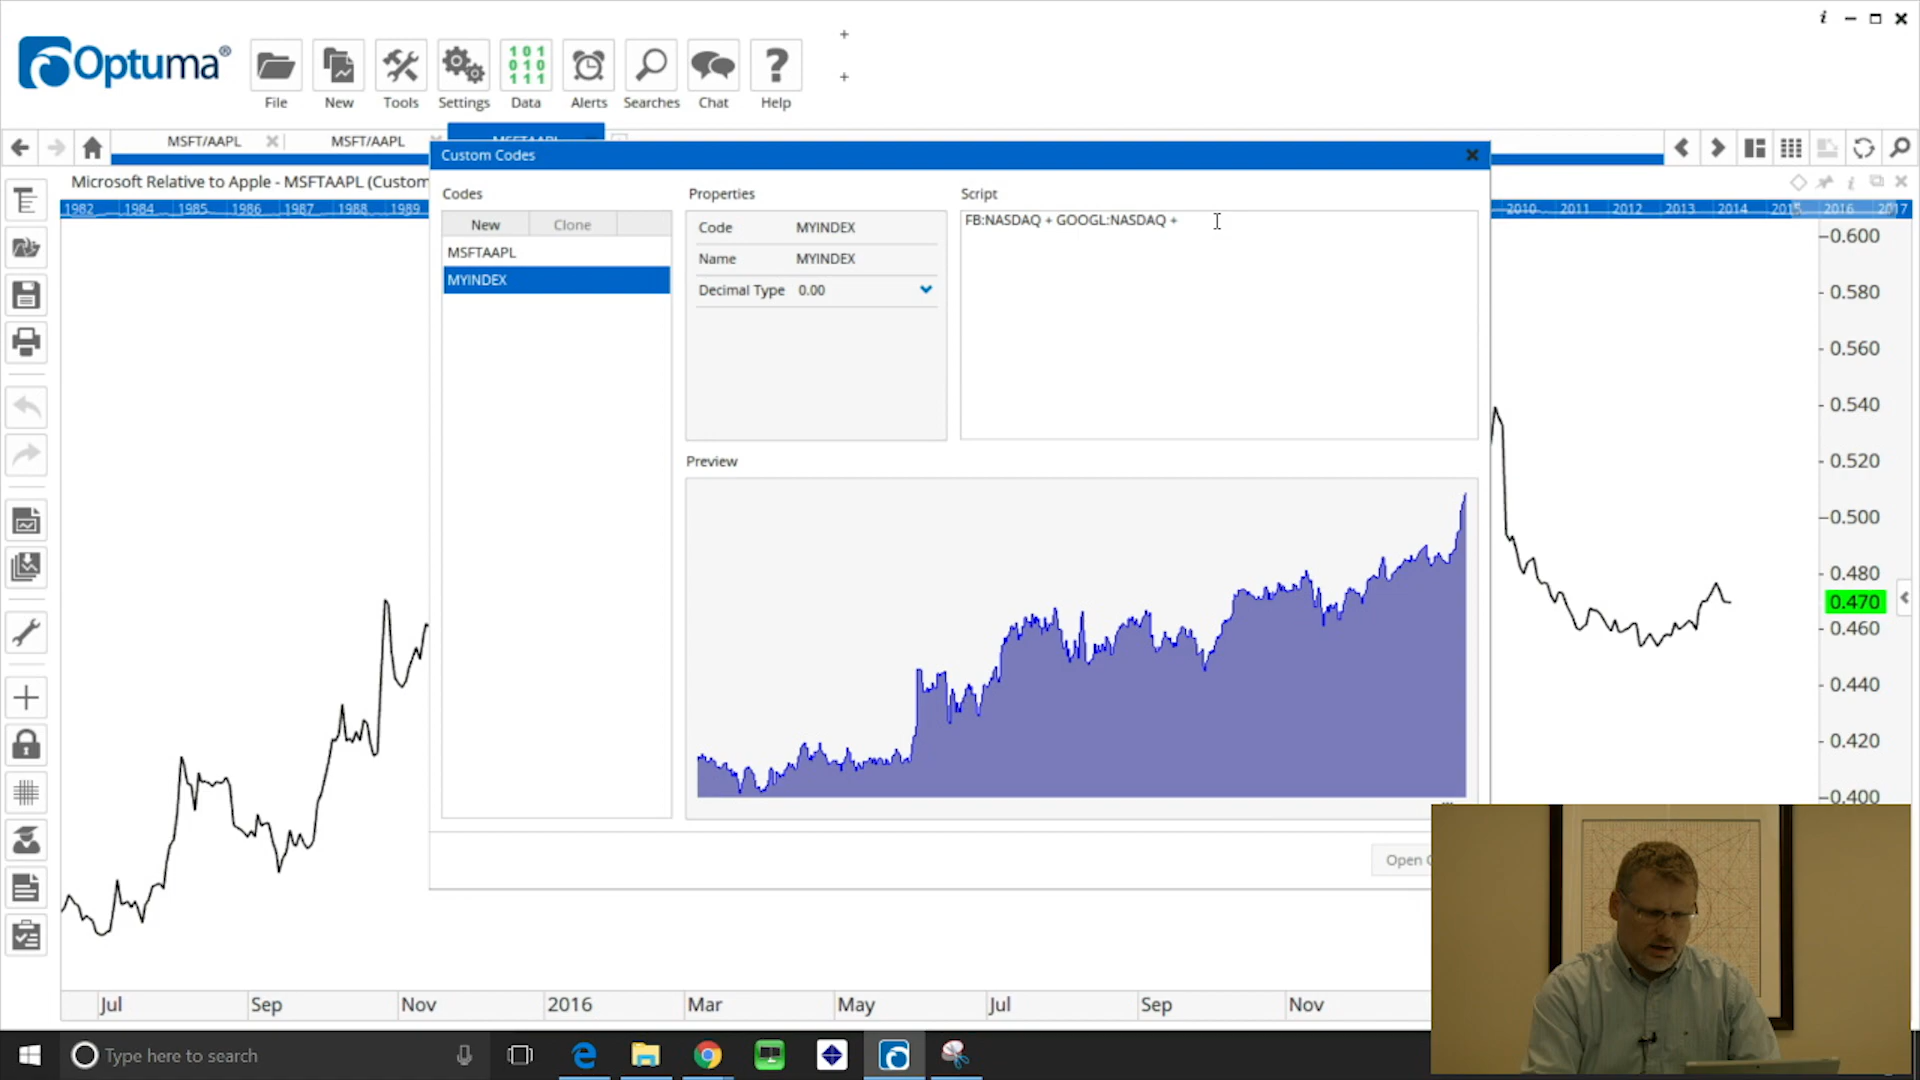 Optuma®
File
New
Tools
Settings
Data
Alerts
Searches
Chat
Help
MSFT/AAPL
MSFT/AAPL
MSFTAAPL
Custom Codes
Microsoft Relative to Apple - MSFTAAPL (Custom
1982 1984 1985 1986 1987 1988 1989
2010 2011 2012 2013 2014 2015 2016 2017
Codes
New
Clone
MSFTAAPL
MYINDEX
Properties
Code MYINDEX
Name MYINDEX
Decimal Type 0.00
Script
FB:NASDAQ + GOOGL:NASDAQ +
Preview
Open
0.600
0.580
0.560
0.540
0.520
0.500
0.480
0.470
0.460
0.440
0.420
0.400
Jul Sep Nov 2016 Mar May Jul Sep Nov
Type here to search